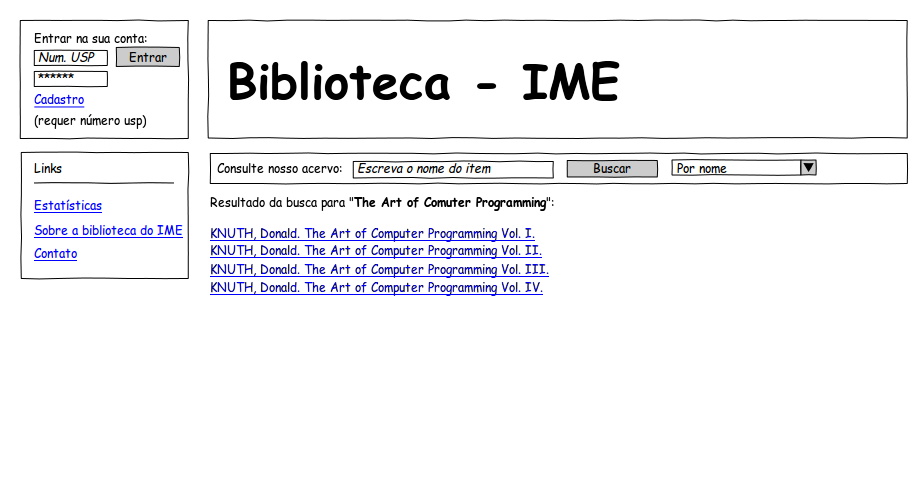 Entrar na sua conta:
Num. USP
Entrar
******
Cadastro
(requer número usp)
Biblioteca - IME
Links
Estatísticas
Sobre a biblioteca do IME
Contato
Consulte nosso acervo:
Escreva o nome do item
Buscar
Por nome
Resultado da busca para "The Art of Comuter Programming":
KNUTH, Donald. The Art of Computer Programming Vol. I.
KNUTH, Donald. The Art of Computer Programming Vol. II.
KNUTH, Donald. The Art of Computer Programming Vol. III.
KNUTH, Donald. The Art of Computer Programming Vol. IV.